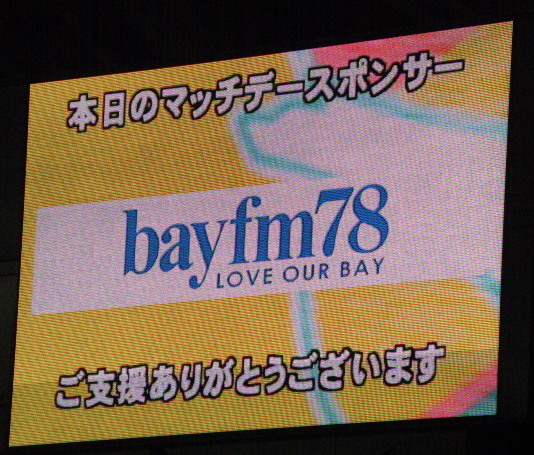 本日のマッチデースポンサー
bayfm78
LOVE OUR BAY
ご支援ありがとうございます